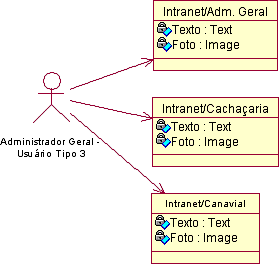 Intranet/Adm. Geral
Texto : Text
Foto : Image
Intranet/Cachaçaria
Texto : Text
Foto : Image
Administrador Geral -
Usuário Tipo 3
Intranet/Canavial
Texto : Text
Foto : Image